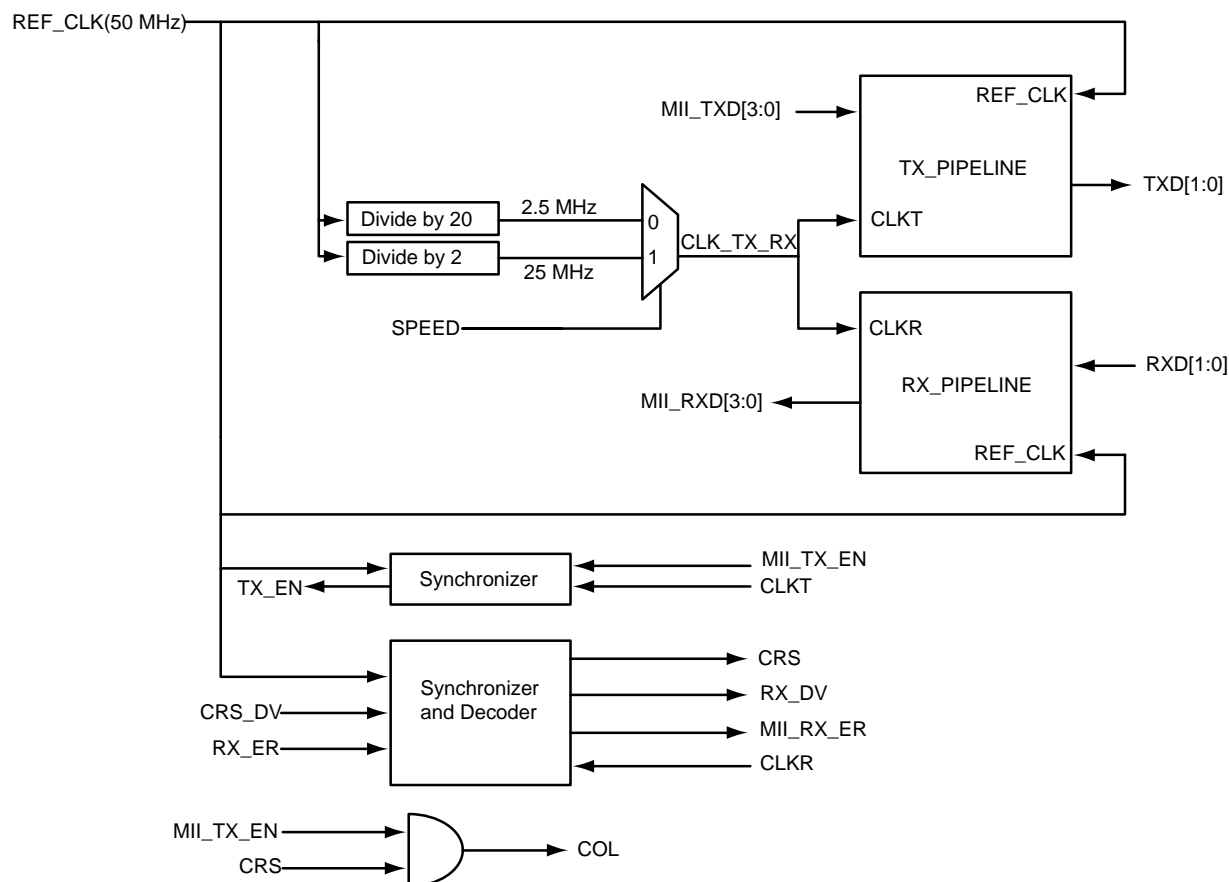 REF_CLK(50 MHz)
REF_CLK
MII_TXD[3:0]
TX_PIPELINE
TXD[1:0]
Divide by 20
2.5 MHz
0
CLKT
CLK_TX_RX
Divide by 2
25 MHz
1
SPEED
CLKR
RXD[1:0]
RX_PIPELINE
MII_RXD[3:0]
REF_CLK
MII_TX_EN
Synchronizer
TX_EN
CLKT
CRS
Synchronizer
and Decoder
RX_DV
CRS_DV
MII_RX_ER
RX_ER
CLKR
MII_TX_EN
COL
CRS